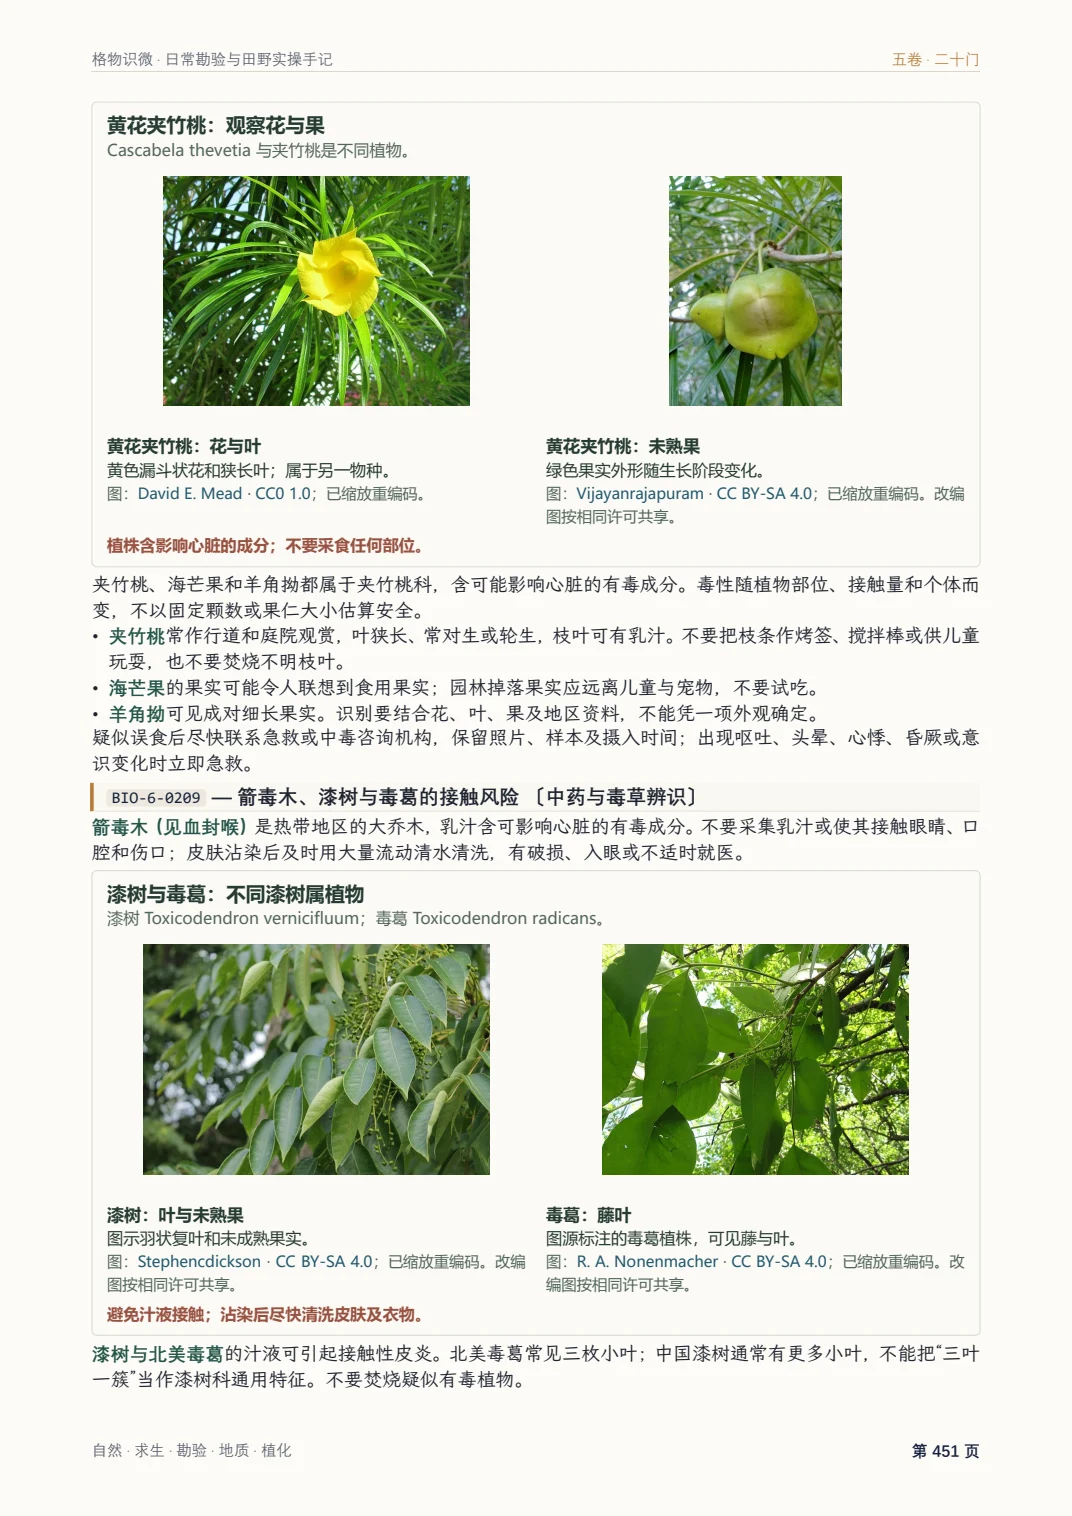 格物识微 · 日常勘验与田野实操手记
五卷 · 二十门
黄花夹竹桃：观察花与果
Cascabela thevetia 与夹竹桃是不同植物。
黄花夹竹桃：花与叶
黄色漏斗状花和狭长叶；属于另一物种。
图：David E. Mead · CC0 1.0；已缩放重编码。
黄花夹竹桃：未熟果
绿色果实外形随生长阶段变化。
图：Vijayanrajapuram · CC BY-SA 4.0；已缩放重编码。改编
图按相同许可共享。
植株含影响心脏的成分；不要采食任何部位。
夹竹桃、海芒果和羊角拗都属于夹竹桃科，含可能影响心脏的有毒成分。毒性随植物部位、接触量和个体而
变，不以固定颗数或果仁大小估算安全。
• 夹竹桃常作行道和庭院观赏，叶狭长、常对生或轮生，枝叶可有乳汁。不要把枝条作烤签、搅拌棒或供儿童
玩耍，也不要焚烧不明枝叶。
• 海芒果的果实可能令人联想到食用果实；园林掉落果实应远离儿童与宠物，不要试吃。
• 羊角拗可见成对细长果实。识别要结合花、叶、果及地区资料，不能凭一项外观确定。
疑似误食后尽快联系急救或中毒咨询机构，保留照片、样本及摄入时间；出现呕吐、头晕、心悸、昏厥或意
识变化时立即急救。
BIO-6-0209 — 箭毒木、漆树与毒葛的接触风险 〔中药与毒草辨识〕
箭毒木（见血封喉）是热带地区的大乔木，乳汁含可影响心脏的有毒成分。不要采集乳汁或使其接触眼睛、口
腔和伤口；皮肤沾染后及时用大量流动清水清洗，有破损、入眼或不适时就医。
漆树与毒葛：不同漆树属植物
漆树 Toxicodendron vernicifluum；毒葛 Toxicodendron radicans。
漆树：叶与未熟果
图示羽状复叶和未成熟果实。
图：Stephencdickson · CC BY-SA 4.0；已缩放重编码。改编
图按相同许可共享。
毒葛：藤叶
图源标注的毒葛植株，可见藤与叶。
图：R. A. Nonenmacher · CC BY-SA 4.0；已缩放重编码。改
编图按相同许可共享。
避免汁液接触；沾染后尽快清洗皮肤及衣物。
漆树与北美毒葛的汁液可引起接触性皮炎。北美毒葛常见三枚小叶；中国漆树通常有更多小叶，不能把“三叶
一簇”当作漆树科通用特征。不要焚烧疑似有毒植物。
自然 · 求生 · 勘验 · 地质 · 植化
第 451 页